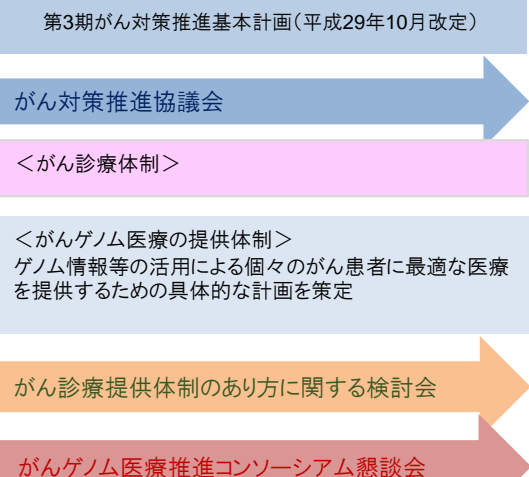 第3期がん対策推進基本計画（平成29年10月改定）
がん対策推進協議会
＜がん診療体制＞
＜がんゲノム医療の提供体制＞
ゲノム情報等の活用による個々のがん患者に最適な医療
を提供するための具体的な計画を策定
がん診療提供体制のあり方に関する検討会
がんゲノム医療推進コンソーシアム懇談会